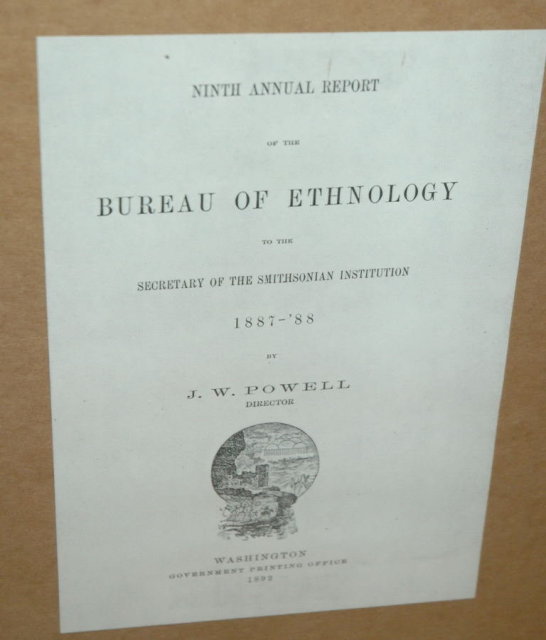 NINTH ANNUAL REPORT
OF THE
BUREAU OF ETHNOLOGY
TO THE
SECRETARY OF THE SMITHSONIAN INSTITUTION
1887-'88
BY
J. W. POWELL
DIRECTOR
WASHINGTON
GOVERNMENT PRINTING OFFICE
1892